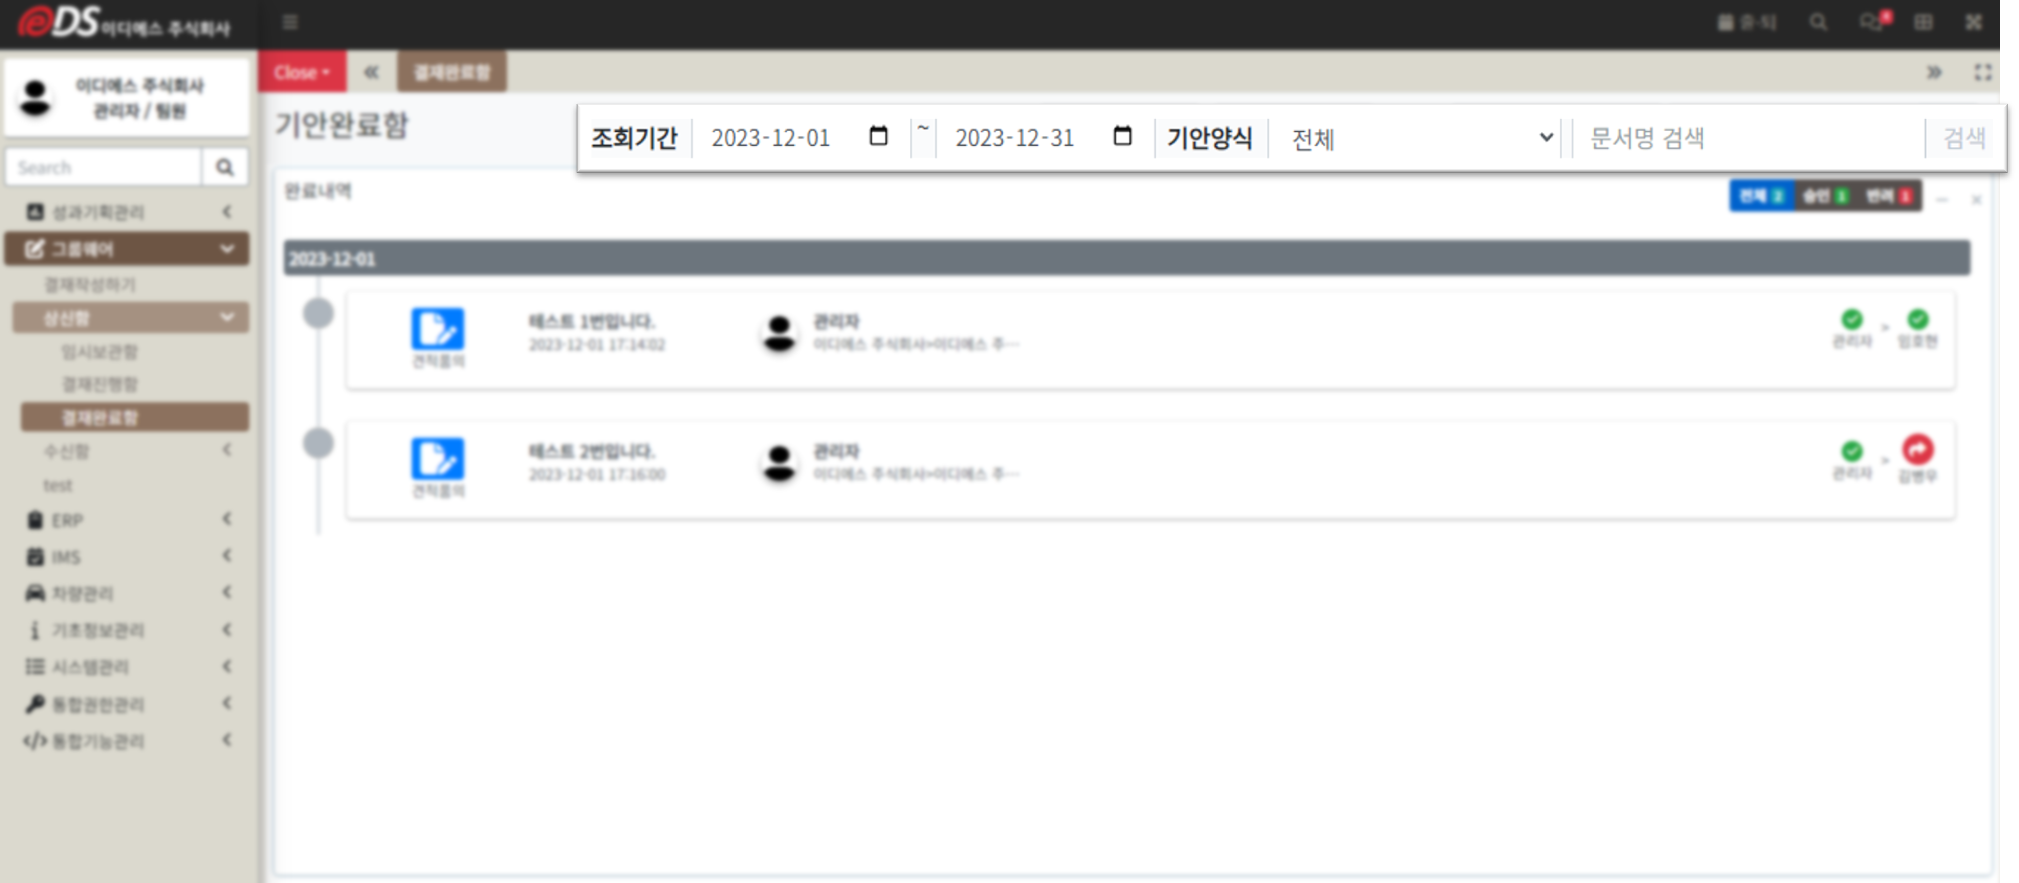 eDS 이디에스 주식회사
이디에스 주식회사
관리자 / 팀원
Search
성과기획관리
그룹웨어
결재작성하기
상신함
임시보관함
결재진행함
결재완료함
수신함
test
ERP
IMS
차량관리
기초정보관리
시스템관리
통합권한관리
통합기능관리
Close
결재완료함
기안완료함
조회기간 2023-12-01 ~ 2023-12-31 기안양식 전체 문서명 검색 검색
완료내역
전체 2 승인 1 반려 1
2023-12-01
테스트 1번입니다. 관리자
2023-12-01 17:14:02 이디에스 주식회사>이디에스 주…
견적품의 관리자 > 임호현
테스트 2번입니다. 관리자
2023-12-01 17:16:00 이디에스 주식회사>이디에스 주…
견적품의 관리자 > 김병우